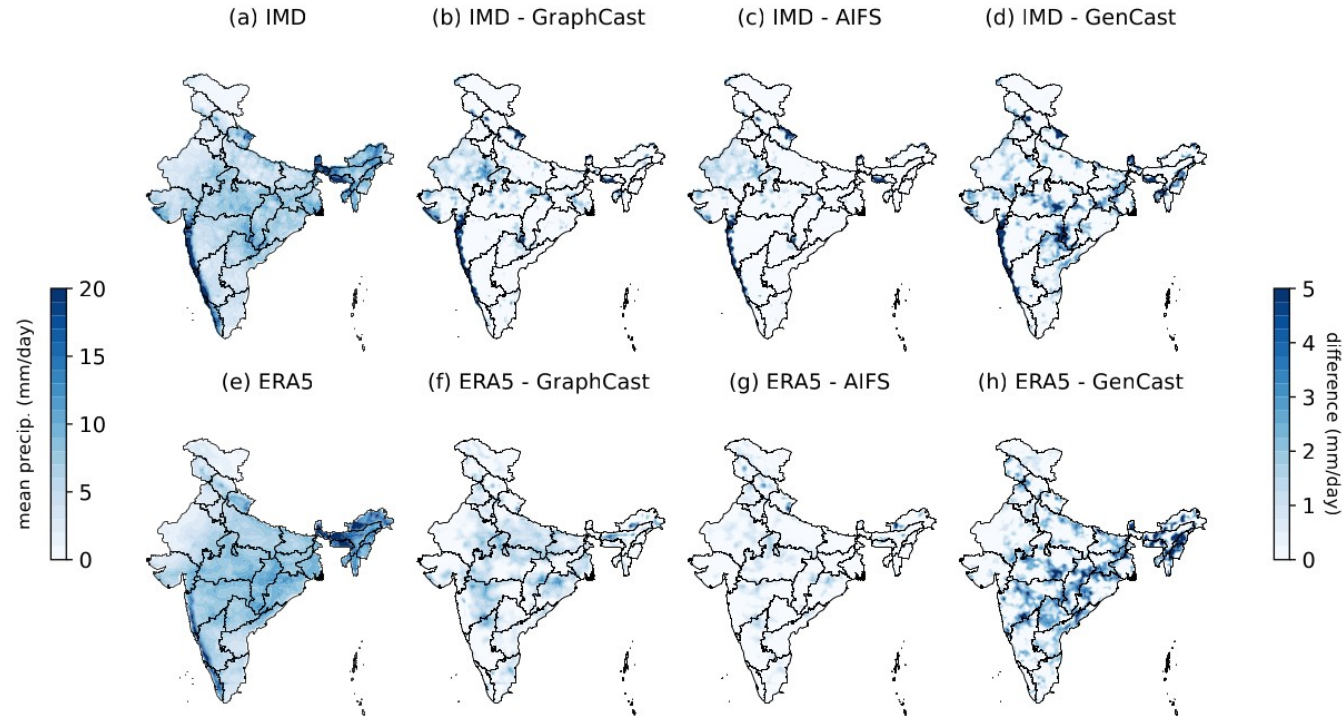 (a) IMD
(b) IMD - GraphCast
(c) IMD - AIFS
(d) IMD - GenCast
mean precip. (mm/day)
20
15
10
5
0
5
4
3
2
1
0
difference (mm/day)
(e) ERA5
(f) ERA5 - GraphCast
(g) ERA5 - AIFS
(h) ERA5 - GenCast